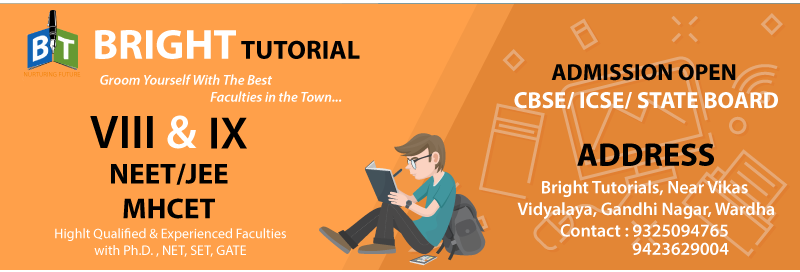 BT
NURTURING FUTURE
BRIGHT TUTORIAL
Groom Yourself With The Best
Faculties in the Town...
VIII & IX
NEET/JEE
MHCET
Highlt Qualified & Experienced Faculties
with Ph.D. , NET, SET, GATE
ADMISSION OPEN
CBSE/ ICSE/ STATE BOARD
ADDRESS
Bright Tutorials, Near Vikas
Vidyalaya, Gandhi Nagar, Wardha
Contact : 9325094765
9423629004